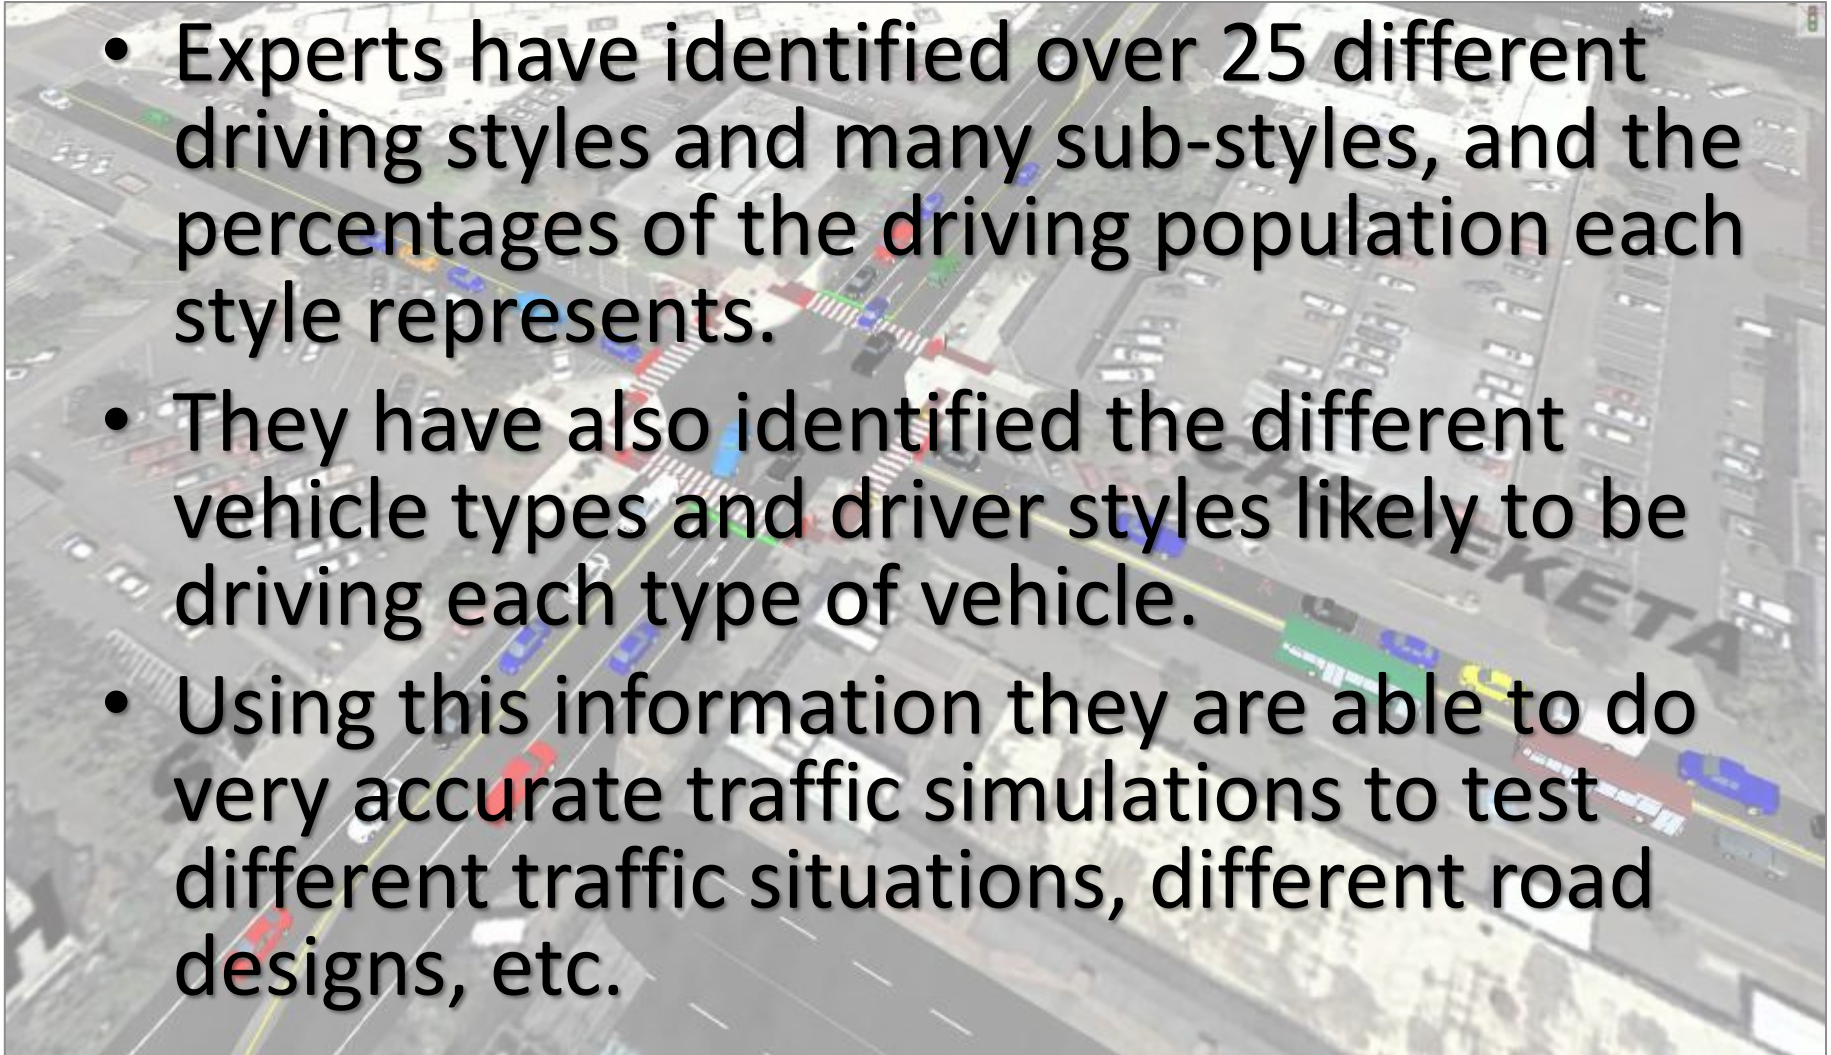 • Experts have identified over 25 different
driving styles and many sub-styles, and the
percentages of the driving population each
style represents.
• They have also identified the different
vehicle types and driver styles likely to be
driving each type of vehicle.
• Using this information they are able to do
very accurate traffic simulations to test
different traffic situations, different road
designs, etc.